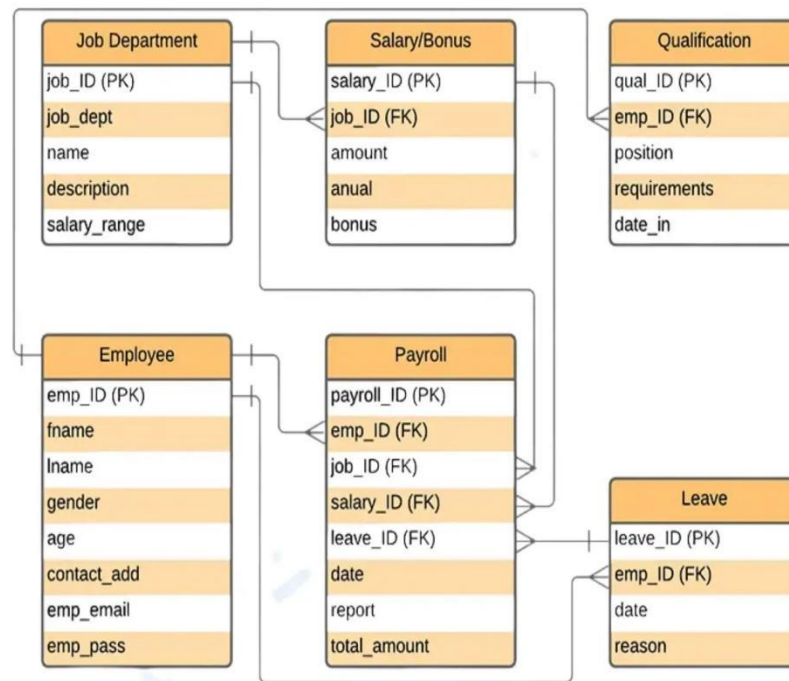 Job Department
job_ID (PK)
job_dept
name
description
salary_range
Salary/Bonus
salary_ID (PK)
job_ID (FK)
amount
anual
bonus
Qualification
qual_ID (PK)
emp_ID (FK)
position
requirements
date_in
Employee
emp_ID (PK)
fname
lname
gender
age
contact_add
emp_email
emp_pass
Payroll
payroll_ID (PK)
emp_ID (FK)
job_ID (FK)
salary_ID (FK)
leave_ID (FK)
date
report
total_amount
Leave
leave_ID (PK)
emp_ID (FK)
date
reason